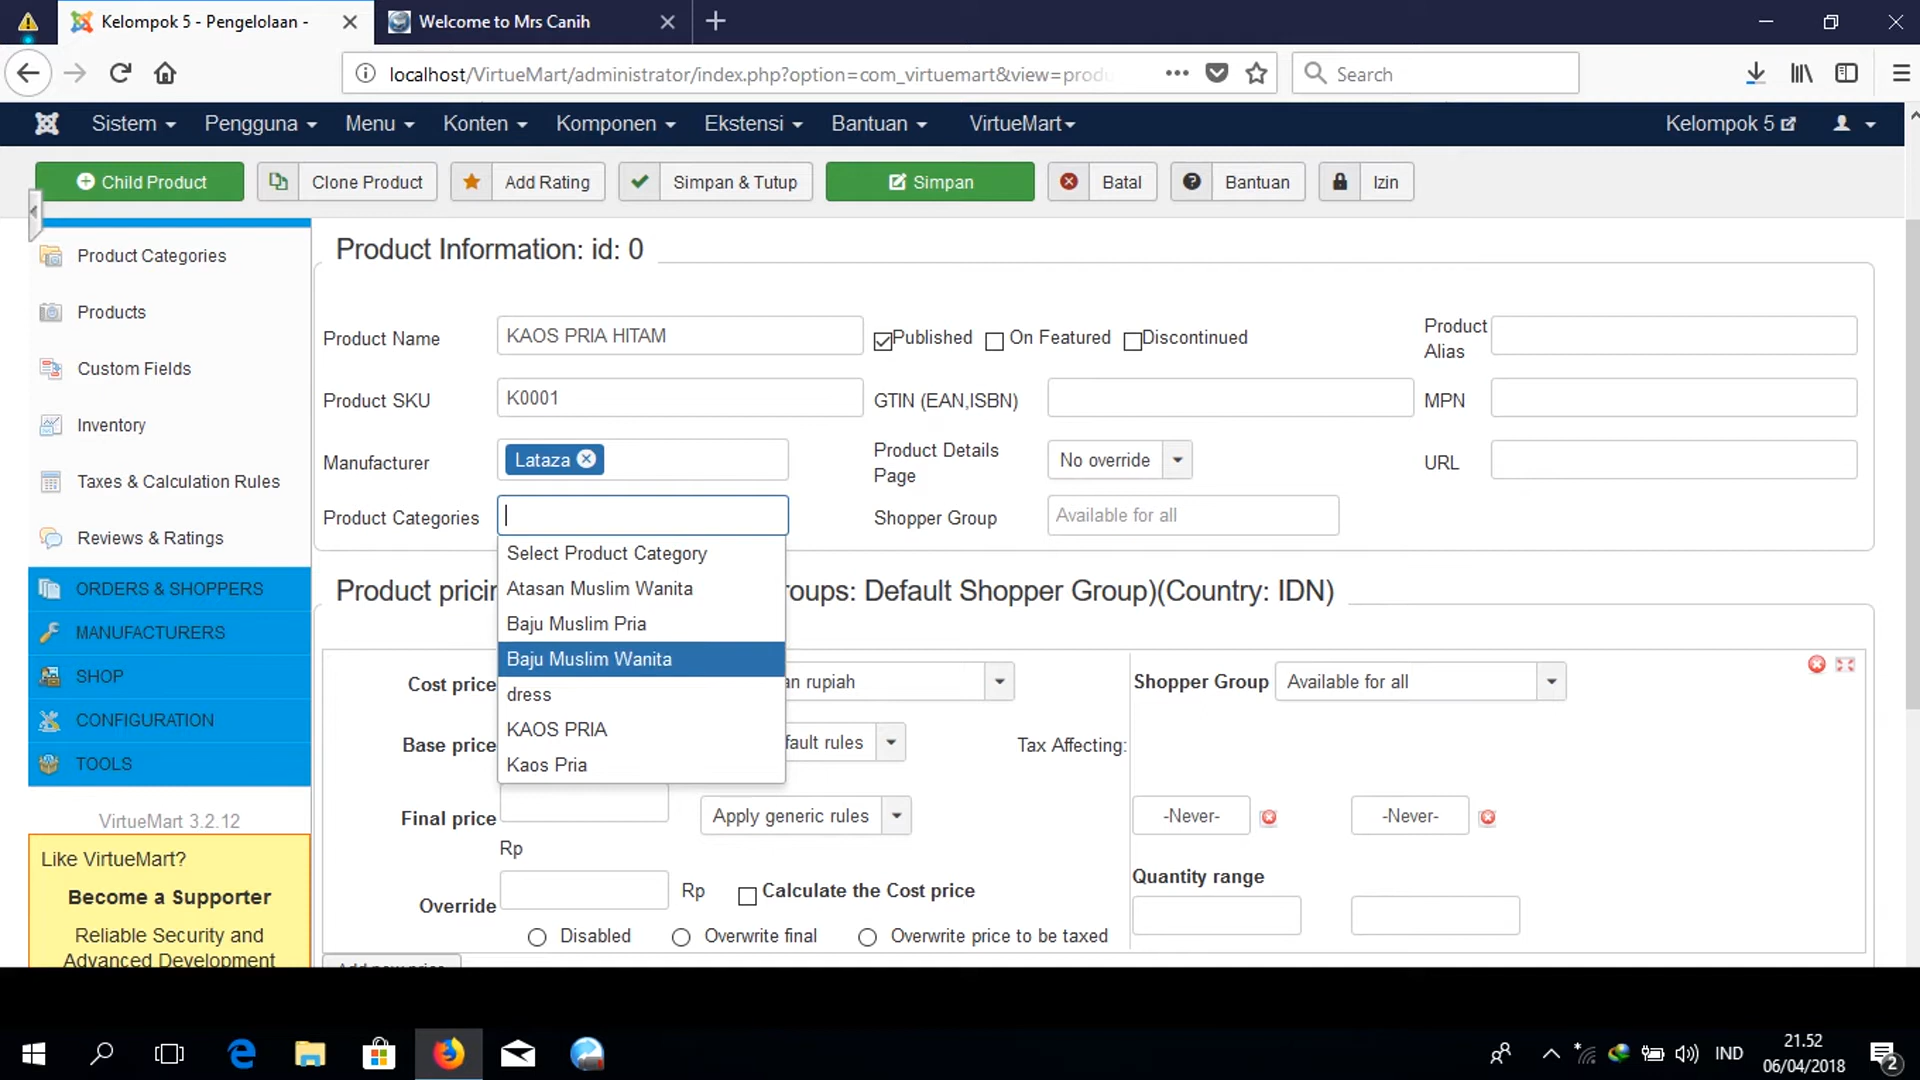 Kelompok 5 - Pengelolaan -
Welcome to Mrs Canih
localhost/VirtueMart/administrator/index.php?option=com_virtuemart&view=produ
Search
Sistem
Pengguna
Menu
Konten
Komponen
Ekstensi
Bantuan
VirtueMart
Kelompok 5
Child Product
Clone Product
Add Rating
Simpan & Tutup
Simpan
Batal
Bantuan
Izin
Product Categories
Products
Custom Fields
Inventory
Taxes & Calculation Rules
Reviews & Ratings
ORDERS & SHOPPERS
MANUFACTURERS
SHOP
CONFIGURATION
TOOLS
VirtueMart 3.2.12
Like VirtueMart?
Become a Supporter
Reliable Security and
Advanced Development
Product Information: id: 0
Product Name
KAOS PRIA HITAM
Published
On Featured
Discontinued
Product
Alias
Product SKU
K0001
GTIN (EAN,ISBN)
MPN
Manufacturer
Lataza
Product Details
Page
No override
URL
Product Categories
Shopper Group
Available for all
Select Product Category
Atasan Muslim Wanita
Baju Muslim Pria
Baju Muslim Wanita
dress
KAOS PRIA
Kaos Pria
Product pricin
oups: Default Shopper Group)(Country: IDN)
Cost price
an rupiah
Shopper Group
Available for all
Base price
fault rules
Tax Affecting:
Final price
Apply generic rules
-Never-
-Never-
Rp
Quantity range
Override
Rp
Calculate the Cost price
Disabled
Overwrite final
Overwrite price to be taxed
IND
21.52
06/04/2018
2